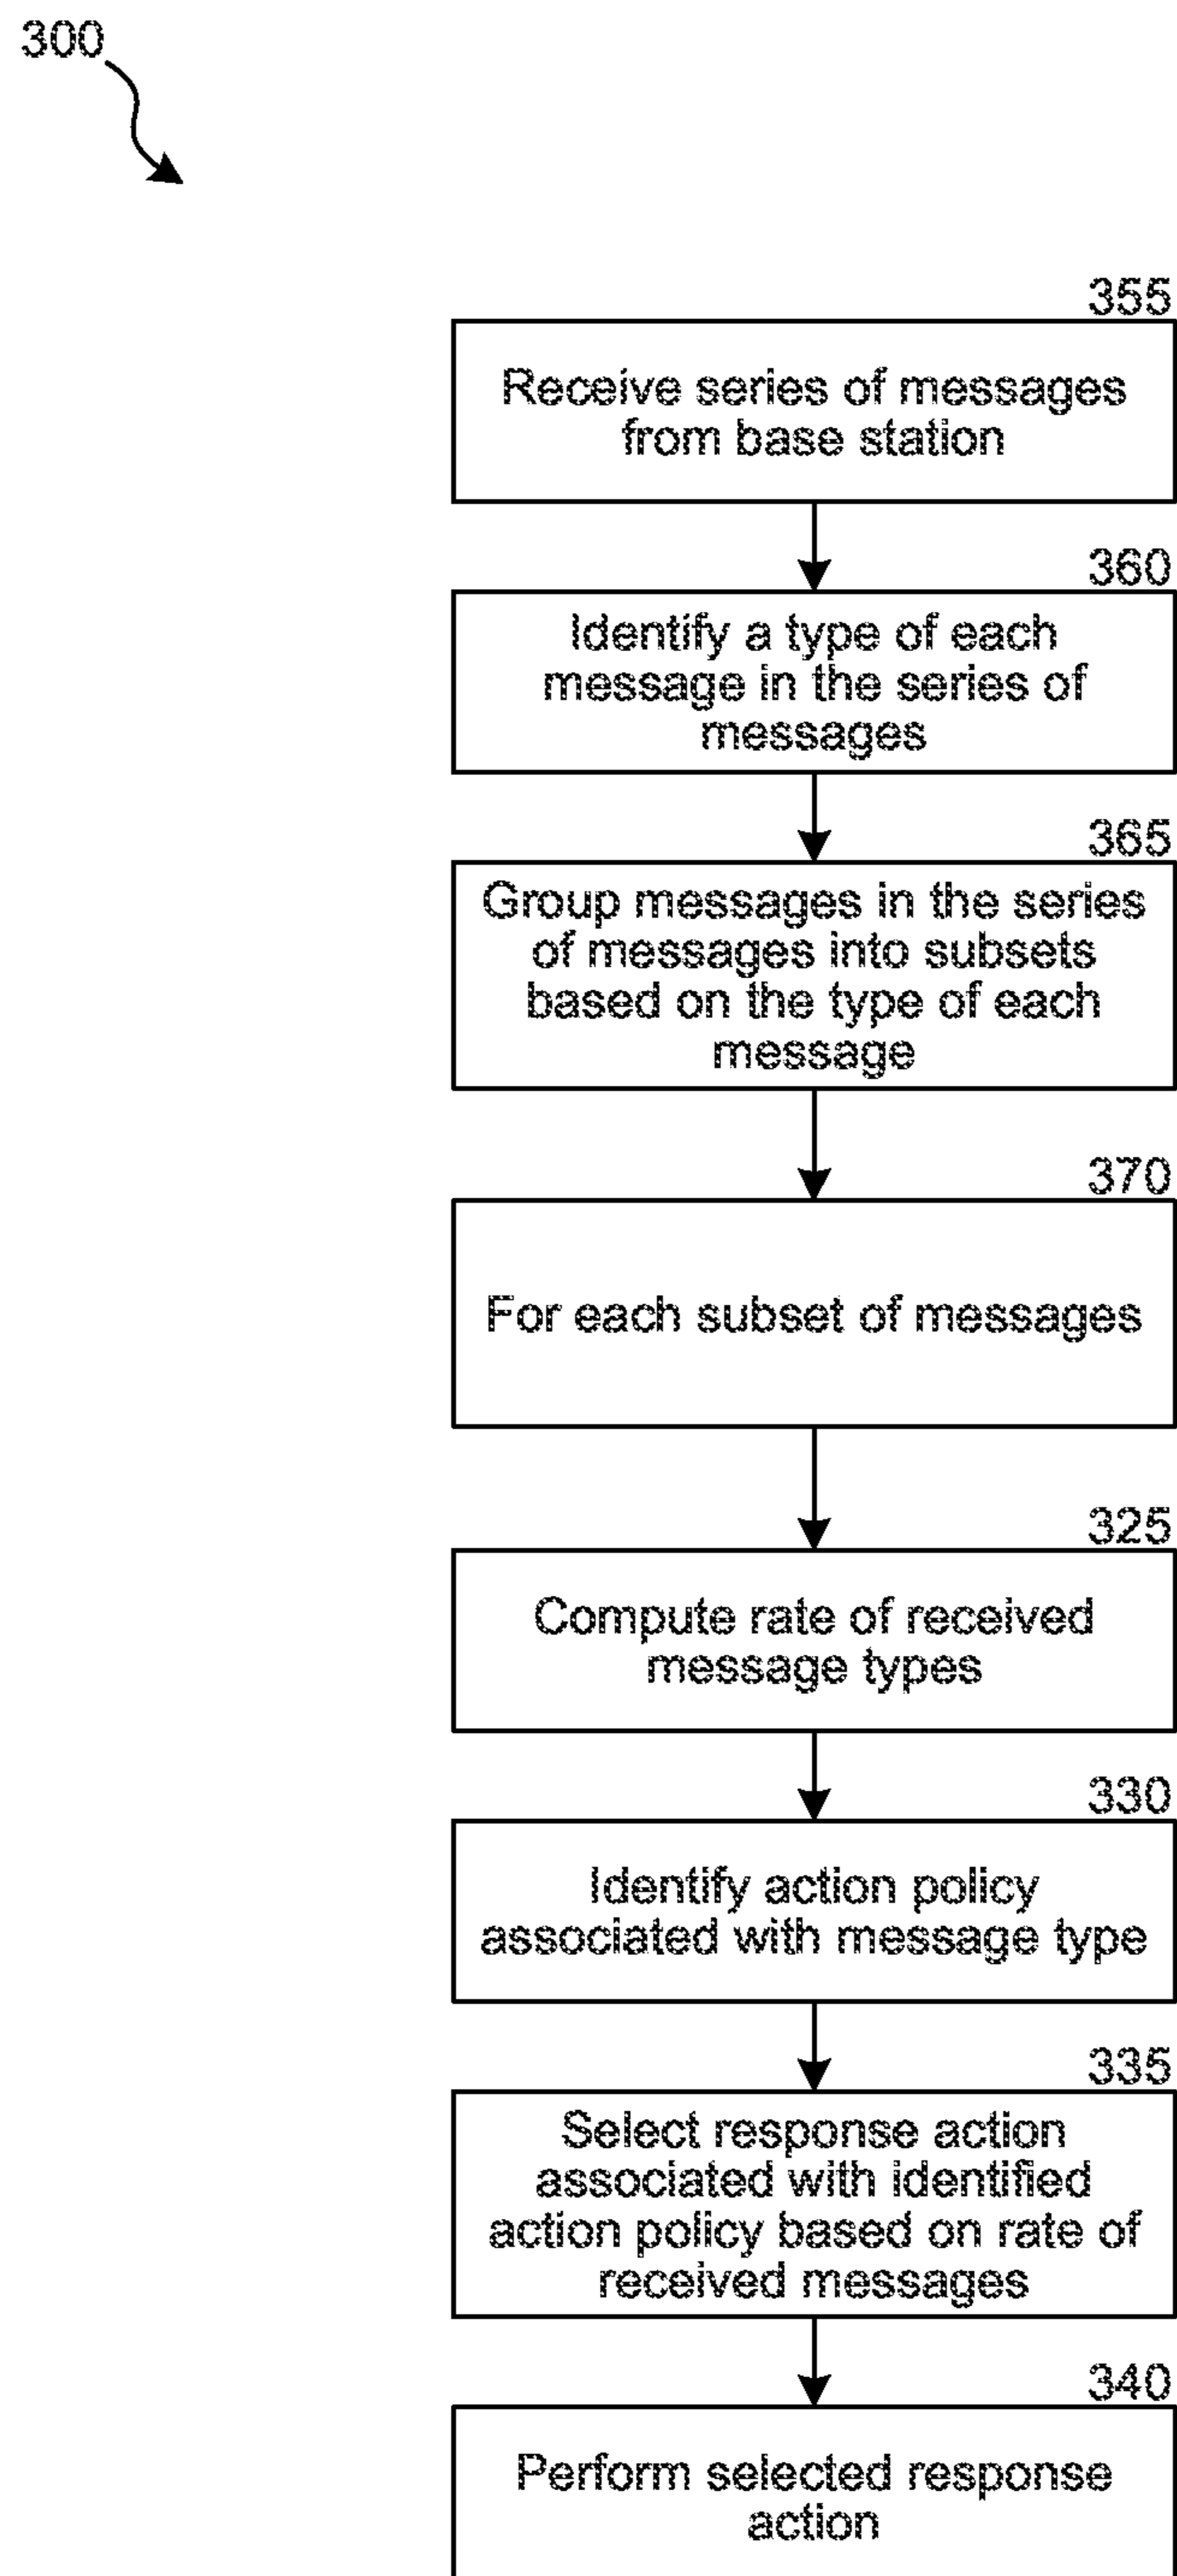 300
355
Receive series of messages
from base station
360
Identify a type of each
message in the series of
messages
365
Group messages in the series
of messages into subsets
based on the type of each
message
370
For each subset of messages
325
Compute rate of received
message types
330
Identify action policy
associated with message type
335
Select response action
associated with identified
action policy based on rate of
received messages
340
Perform selected response
action